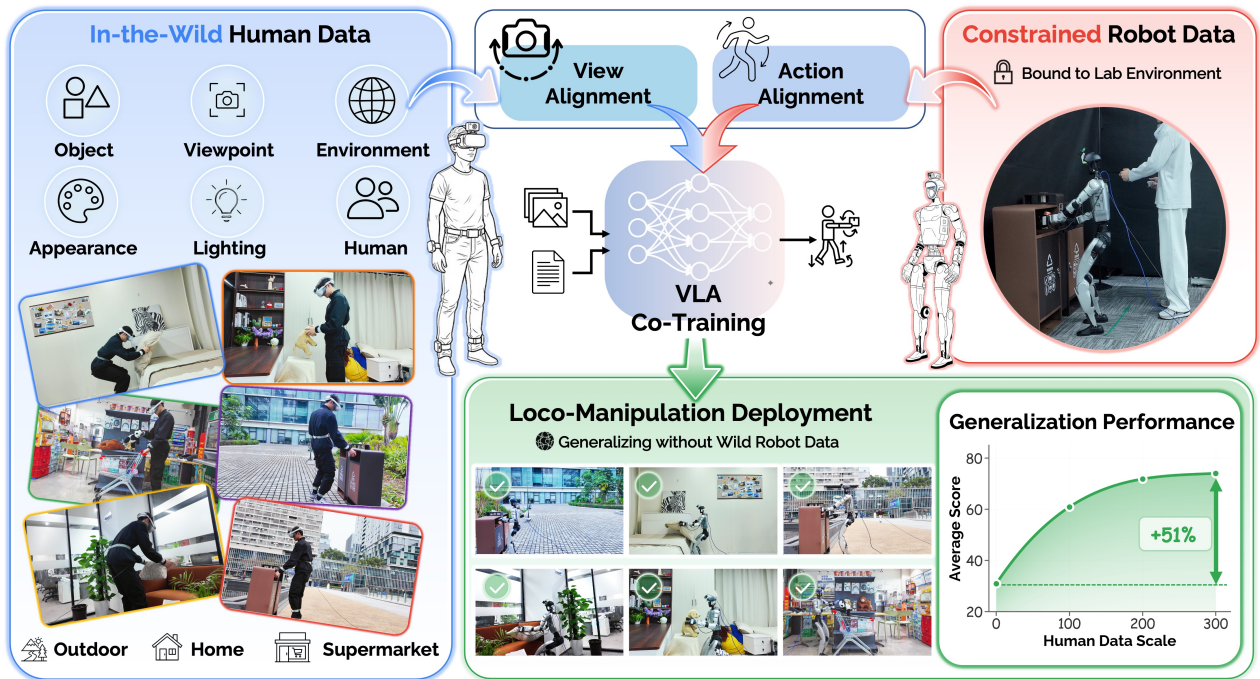 In-the-Wild Human Data
Object
Viewpoint
Environment
Appearance
Lighting
Human
Outdoor
Home
Supermarket
View
Alignment
Action
Alignment
VLA
Co-Training
Constrained Robot Data
Bound to Lab Environment
Loco-Manipulation Deployment
Generalizing without Wild Robot Data
Generalization Performance
Average Score
80
60
40
20
+51%
0
100
200
300
Human Data Scale